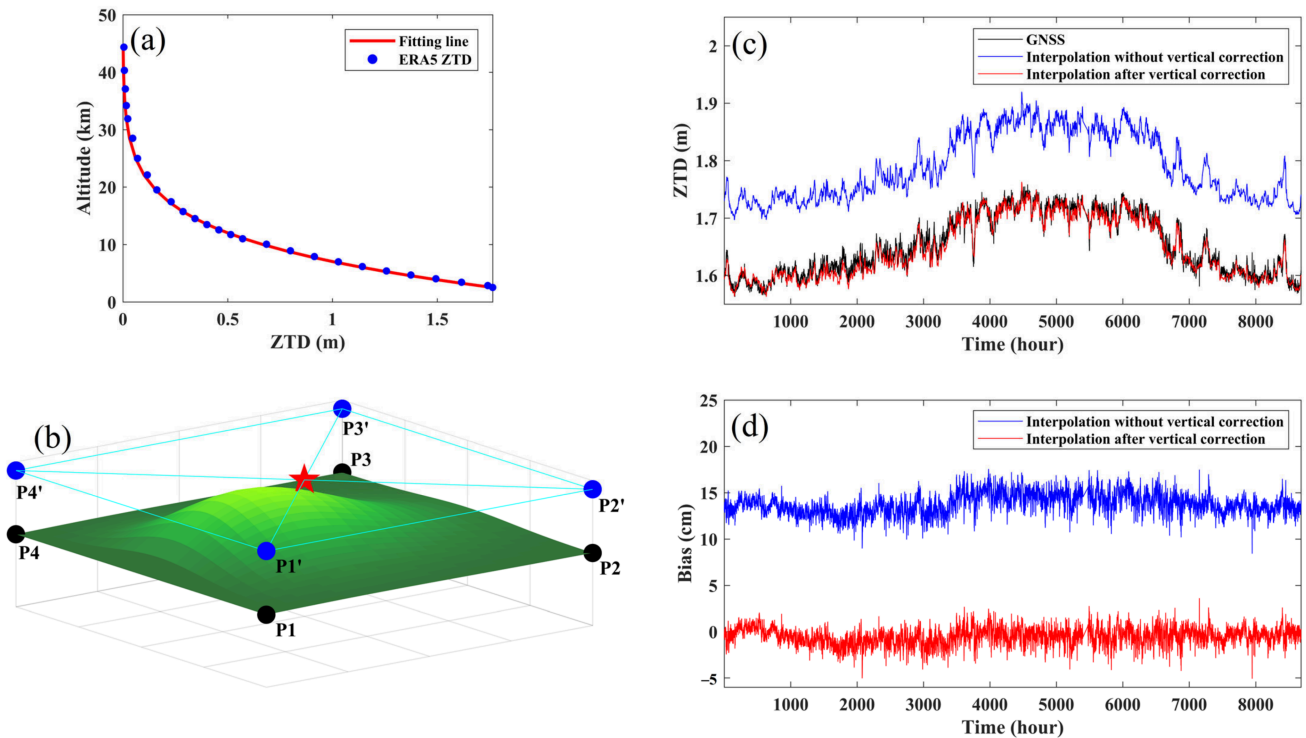 (a)
Fitting line
ERA5 ZTD
50
40
30
20
10
0
Altitude (km)
0 0.5 1 1.5
ZTD (m)
(c)
GNSS
Interpolation without vertical correction
Interpolation after vertical correction
2
1.9
1.8
1.7
1.6
ZTD (m)
1000 2000 3000 4000 5000 6000 7000 8000
Time (hour)
(b)
P3'
P3
P4'
P2'
P4
P1'
P2
P1
(d)
Interpolation without vertical correction
Interpolation after vertical correction
25
20
15
10
5
0
−5
Bias (cm)
1000 2000 3000 4000 5000 6000 7000 8000
Time (hour)